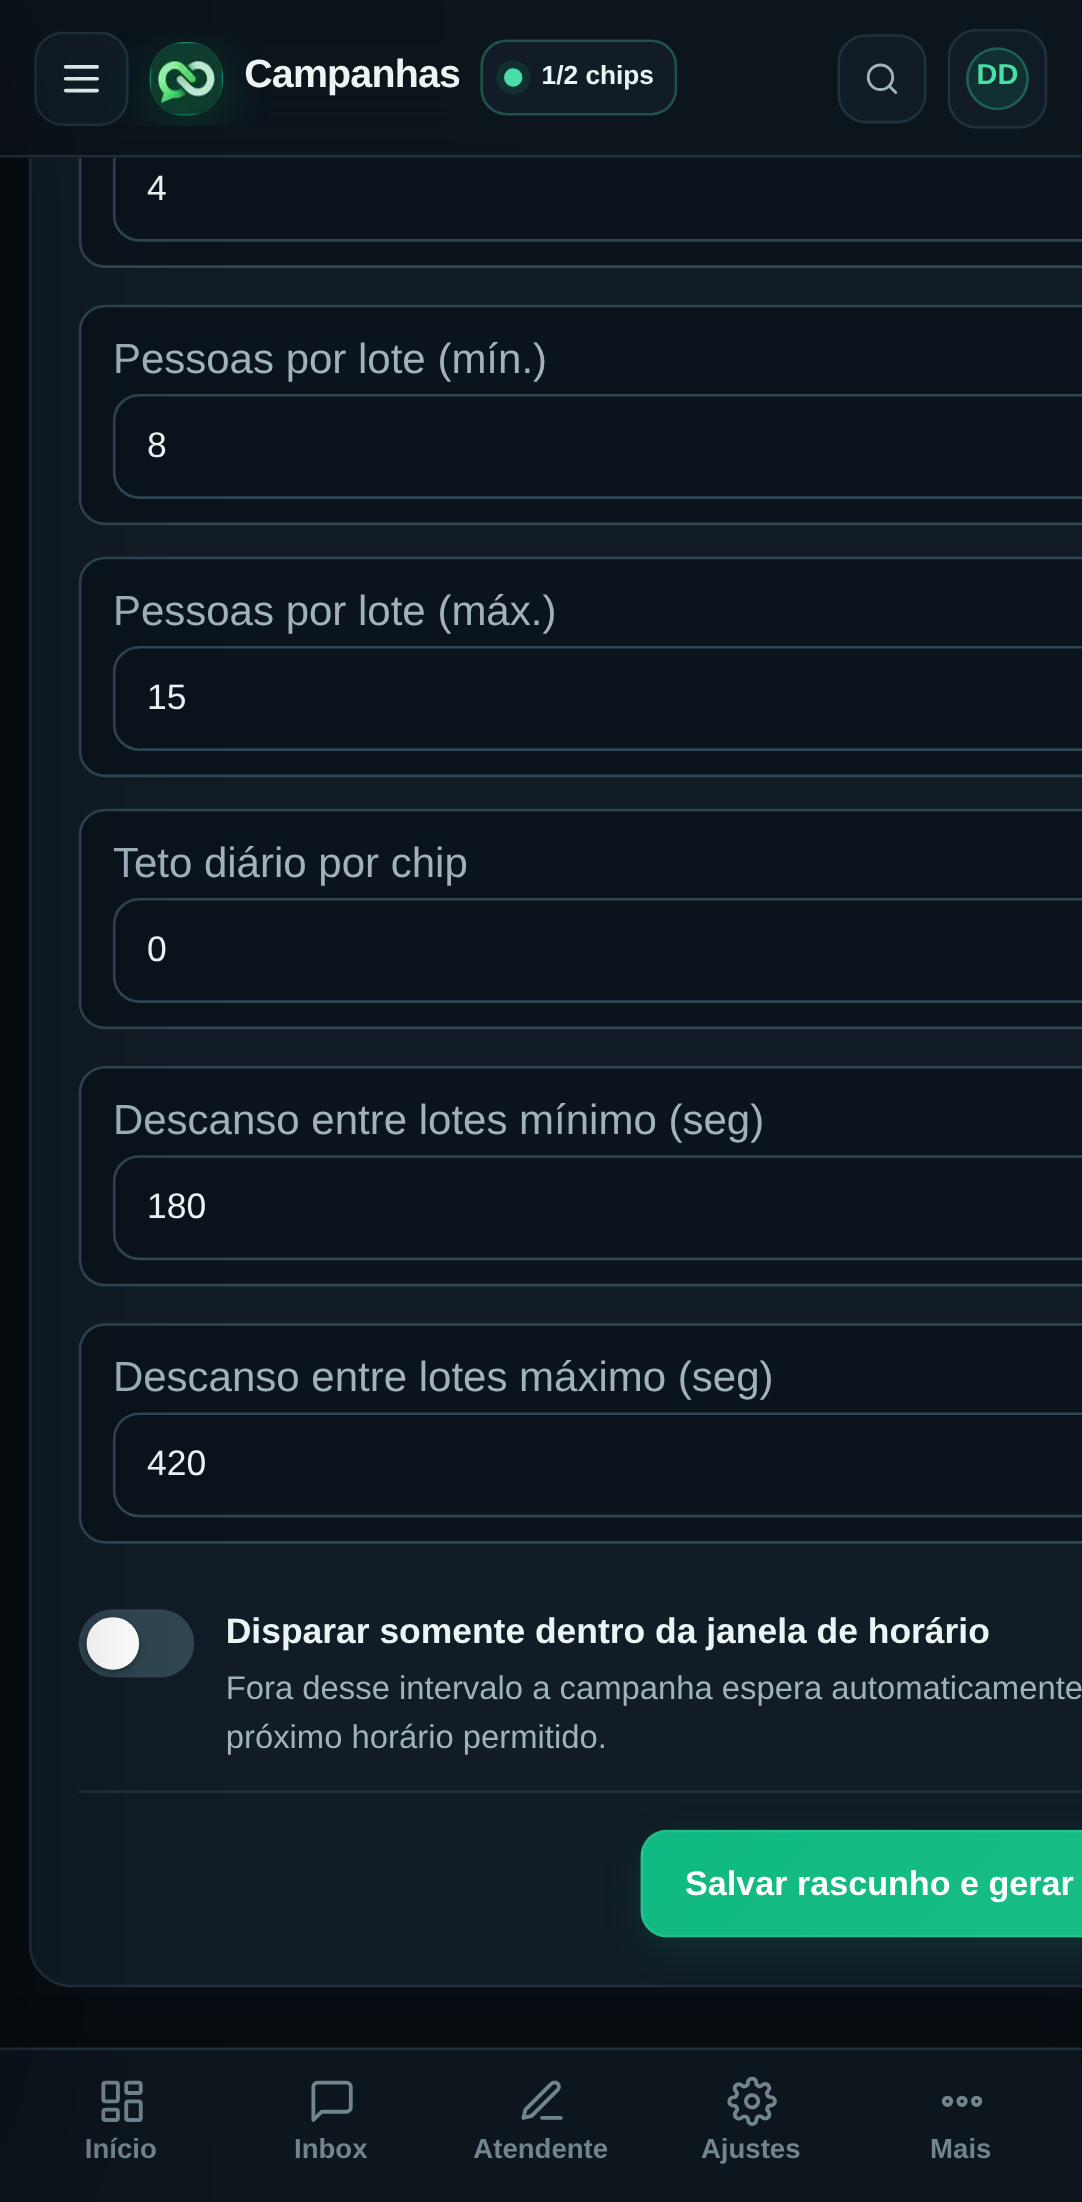 Campanhas
1/2 chips
DD
4
Pessoas por lote (mín.)
8
Pessoas por lote (máx.)
15
Teto diário por chip
0
Descanso entre lotes mínimo (seg)
180
Descanso entre lotes máximo (seg)
420
Disparar somente dentro da janela de horário
Fora desse intervalo a campanha espera automaticamente
próximo horário permitido.
Salvar rascunho e gerar
Início
Inbox
Atendente
Ajustes
Mais